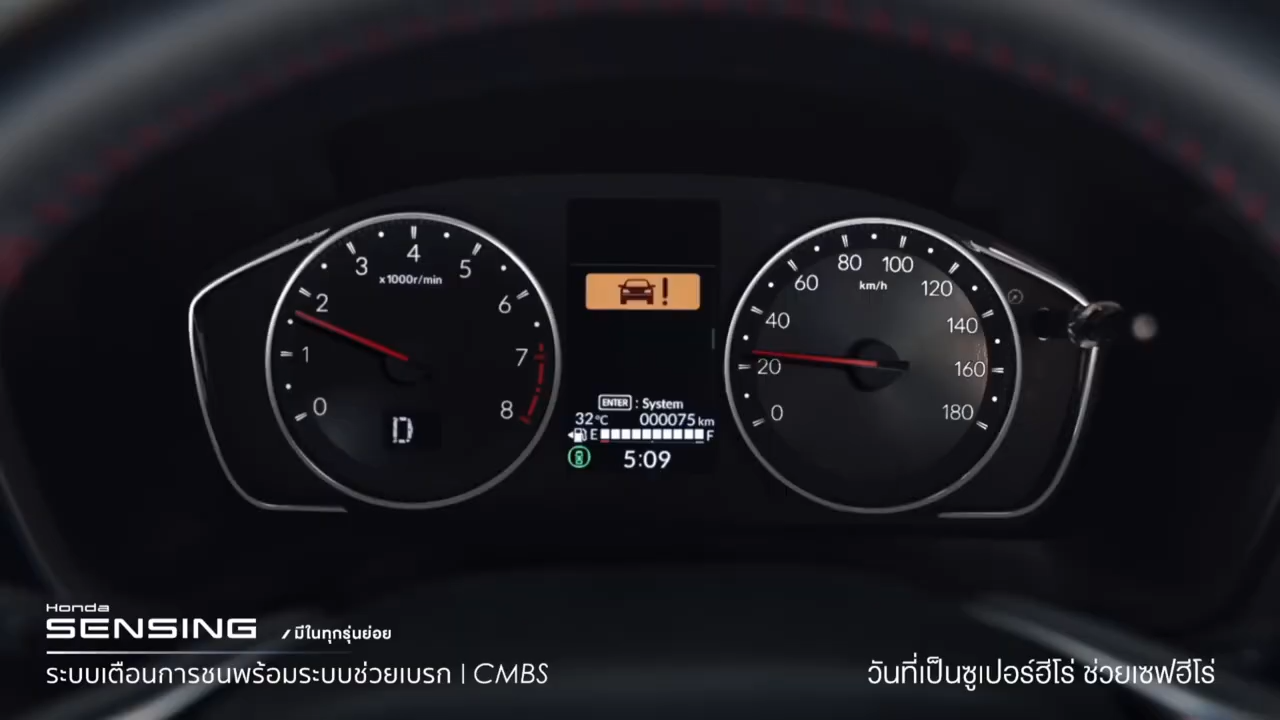 4
3
5
x1000r/min
2
6
1
7
0
8
D
!
ENTER : System
32°C 000075 km
E F
5:09
80 100
60 km/h 120
40 140
20 160
0 180
Honda
SENSING / มีในทุกรุ่นย่อย
ระบบเตือนการชนพร้อมระบบช่วยเบรก | CMBS
วันที่เป็นซูเปอร์ฮีโร่ ช่วยเซฟฮีโร่